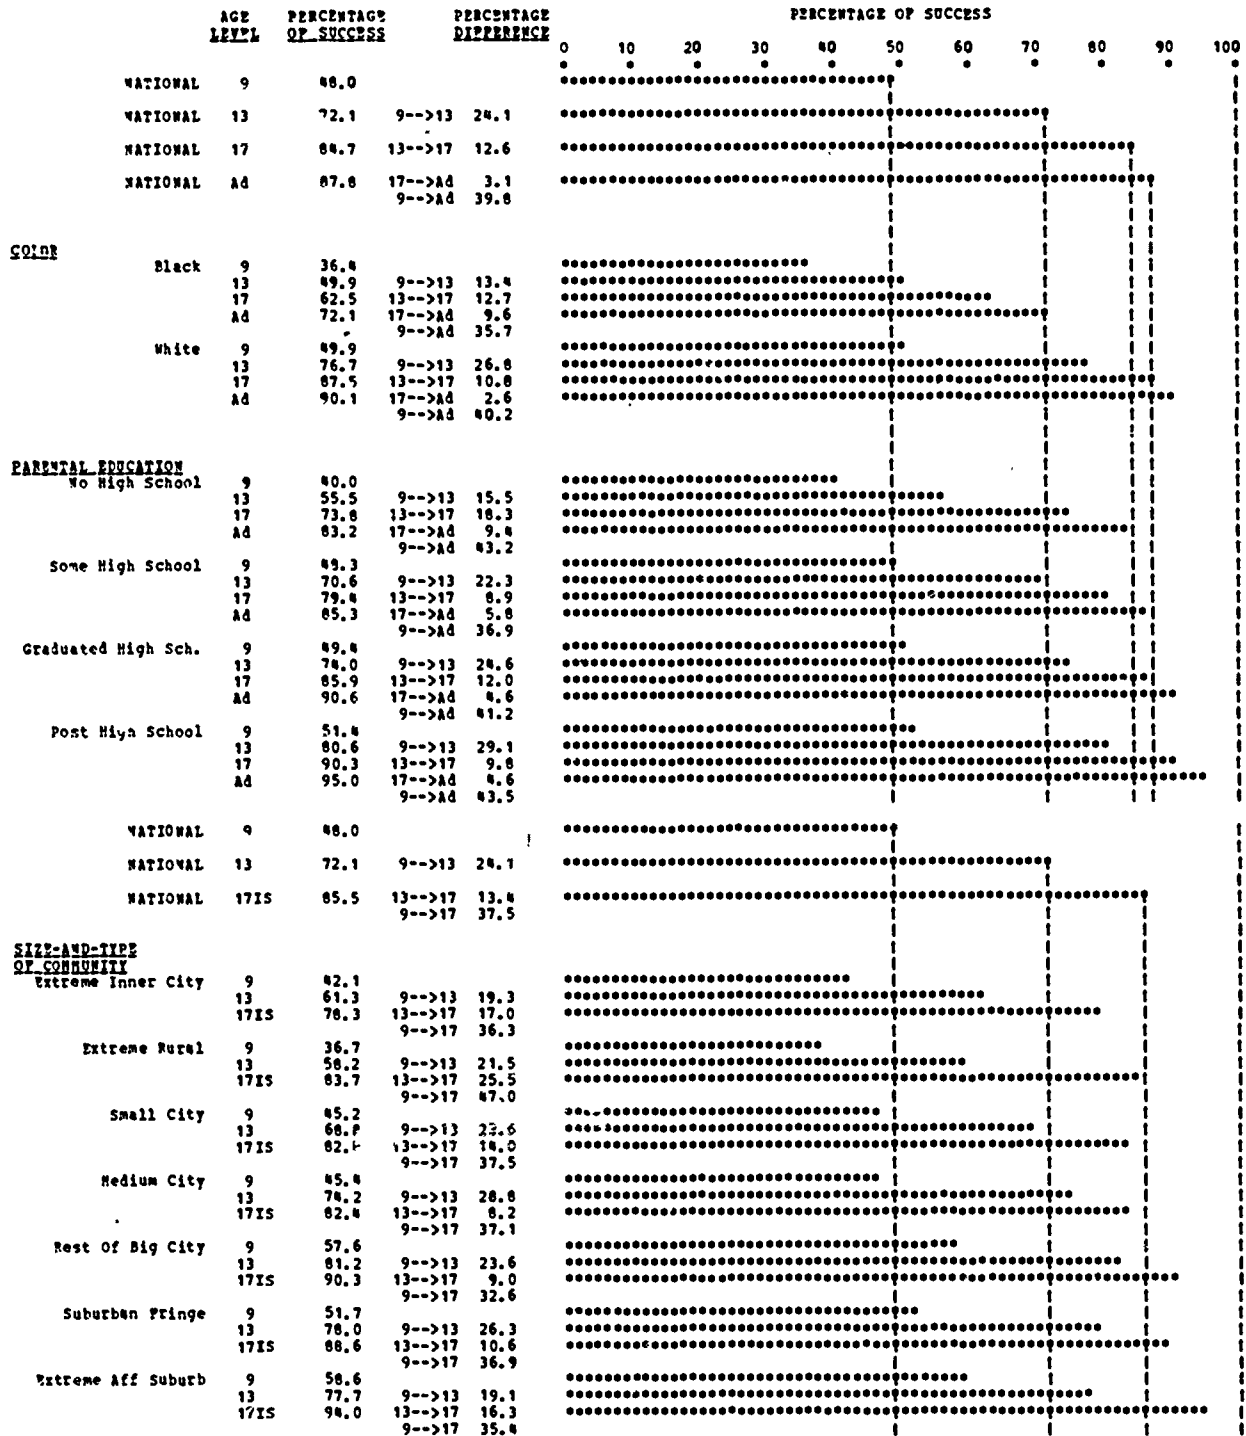 AGE PERCENTAGE PERCENTAGE PERCENTAGE OF SUCCESS
LEVEL OF SUCCESS DIFFERENCE
0 10 20 30 40 50 60 70 80 90 100
NATIONAL 9 48.0
NATIONAL 13 72.1 9-->13 24.1
NATIONAL 17 84.7 13-->17 12.6
NATIONAL Ad 87.8 17-->Ad 3.1
9-->Ad 39.8
COLOR
Black 9 36.4
13 49.9 9-->13 13.4
17 62.5 13-->17 12.7
Ad 72.1 17-->Ad 9.6
9-->Ad 35.7
White 9 49.9
13 76.7 9-->13 26.8
17 87.5 13-->17 10.8
Ad 90.1 17-->Ad 2.6
9-->Ad 40.2
PARENTAL EDUCATION
No High School 9 40.0
13 55.5 9-->13 15.5
17 73.8 13-->17 18.3
Ad 83.2 17-->Ad 9.4
9-->Ad 43.2
Some High School 9 48.3
13 70.6 9-->13 22.3
17 79.4 13-->17 8.9
Ad 85.3 17-->Ad 5.8
9-->Ad 36.9
Graduated High Sch. 9 49.4
13 74.0 9-->13 24.6
17 85.9 13-->17 12.0
Ad 90.6 17-->Ad 4.6
9-->Ad 41.2
Post High School 9 51.4
13 80.6 9-->13 29.1
17 90.3 13-->17 9.8
Ad 95.0 17-->Ad 4.6
9-->Ad 43.5
NATIONAL 9 48.0
NATIONAL 13 72.1 9-->13 24.1
NATIONAL 17IS 85.5 13-->17 13.4
9-->17 37.5
SIZE-AND-TYPE
OF COMMUNITY
Extreme Inner City 9 42.1
13 61.3 9-->13 19.3
17IS 78.3 13-->17 17.0
9-->17 36.3
Extreme Rural 9 36.7
13 58.2 9-->13 21.5
17IS 83.7 13-->17 25.5
9-->17 47.0
Small City 9 45.2
13 68.8 9-->13 23.6
17IS 13-->17 14.0
9-->17 37.5
Medium City 9 45.4
13 74.2 9-->13 28.8
17IS 82.4 13-->17 8.2
9-->17 37.1
Rest Of Big City 9 57.6
13 81.2 9-->13 23.6
17IS 90.3 13-->17 9.0
9-->17 32.6
Suburban Fringe 9 51.7
13 78.0 9-->13 26.3
17IS 88.6 13-->17 10.6
9-->17 36.9
Extreme Aff Suburb 9 58.6
13 77.7 9-->13 19.1
17IS 94.0 13-->17 16.3
9-->17 35.4